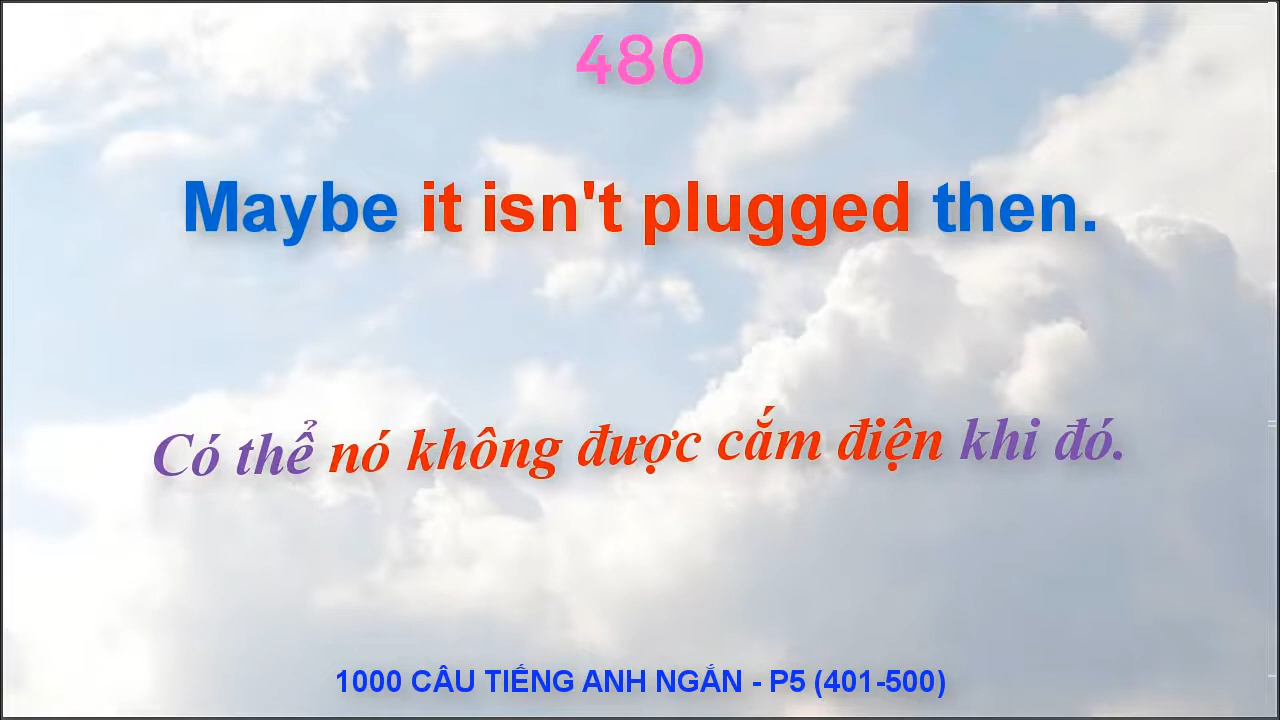 480
Maybe it isn't plugged then.
Có thể nó không được cắm điện khi đó.
1000 CÂU TIẾNG ANH NGẮN - P5 (401-500)